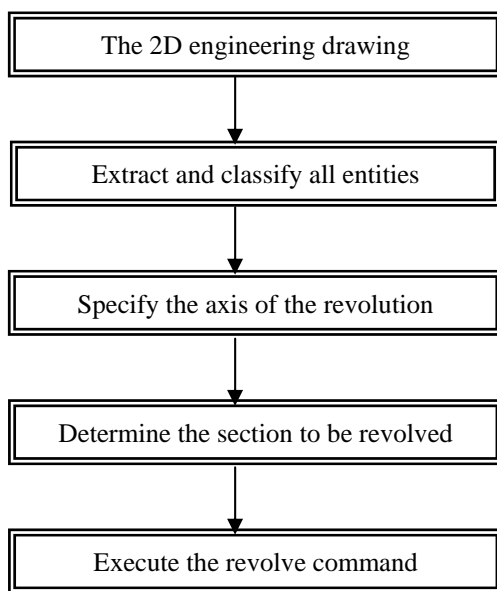 The 2D engineering drawing
Extract and classify all entities
Specify the axis of the revolution
Determine the section to be revolved
Execute the revolve command